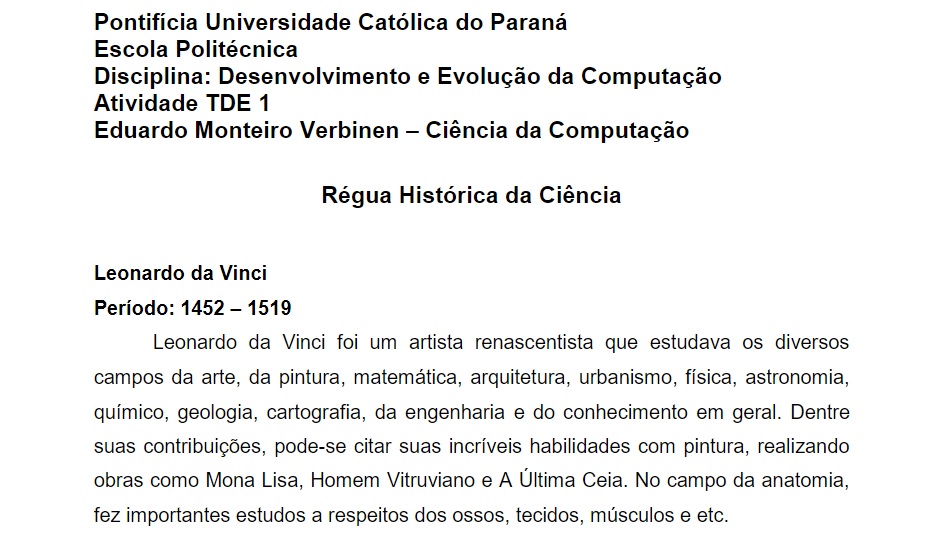 Pontifícia Universidade Católica do Paraná
Escola Politécnica
Disciplina: Desenvolvimento e Evolução da Computação
Atividade TDE 1
Eduardo Monteiro Verbinen – Ciência da Computação
Régua Histórica da Ciência
Leonardo da Vinci
Período: 1452 – 1519
Leonardo da Vinci foi um artista renascentista que estudava os diversos
campos da arte, da pintura, matemática, arquitetura, urbanismo, física, astronomia,
químico, geologia, cartografia, da engenharia e do conhecimento em geral. Dentre
suas contribuições, pode-se citar suas incríveis habilidades com pintura, realizando
obras como Mona Lisa, Homem Vitruviano e A Última Ceia. No campo da anatomia,
fez importantes estudos a respeitos dos ossos, tecidos, músculos e etc.